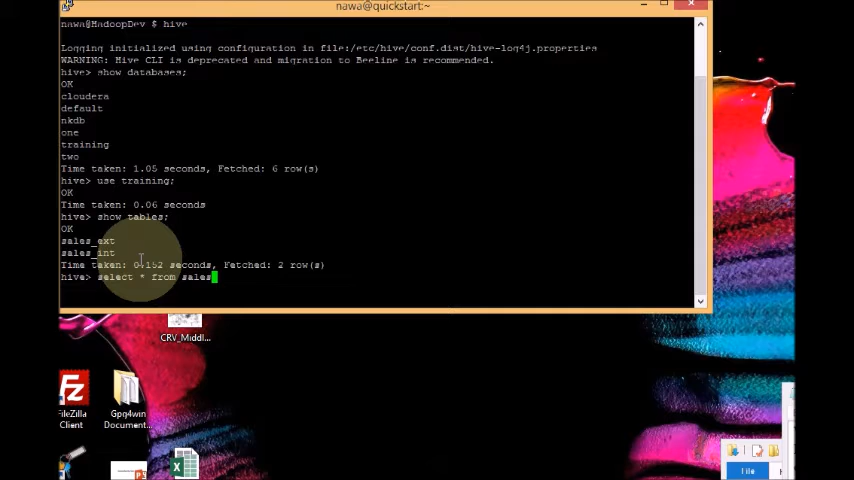 nawa@quickstart:~
nawa@HadoopDev $ hive
Logging initialized using configuration in file:/etc/hive/conf.dist/hive-log4j.properties
WARNING: Hive CLI is deprecated and migration to Beeline is recommended.
hive> show databases;
OK
cloudera
default
nkdb
one
training
two
Time taken: 1.05 seconds, Fetched: 6 row(s)
hive> use training;
OK
Time taken: 0.06 seconds
hive> show tables;
OK
sales_ext
sales_int
Time taken: 0.152 seconds, Fetched: 2 row(s)
hive> select * from sales
CRV_Middl...
FileZilla
Client
Gpg4win
Document...
File